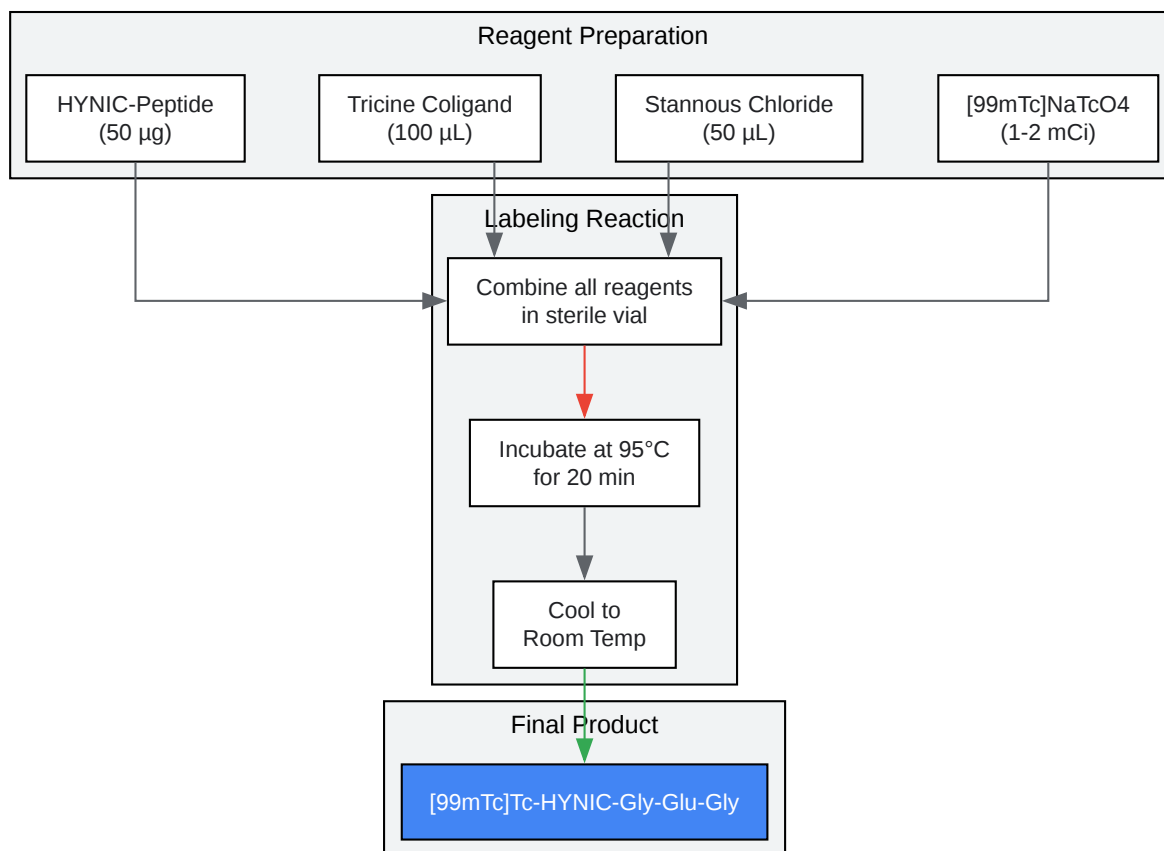 Reagent Preparation
HYNIC-Peptide
(50 µg)
Tricine Coligand
(100 µL)
Stannous Chloride
(50 µL)
[99mTc]NaTcO4
(1-2 mCi)
Labeling Reaction
Combine all reagents
in sterile vial
Incubate at 95°C
for 20 min
Cool to
Room Temp
Final Product
[99mTc]Tc-HYNIC-Gly-Glu-Gly